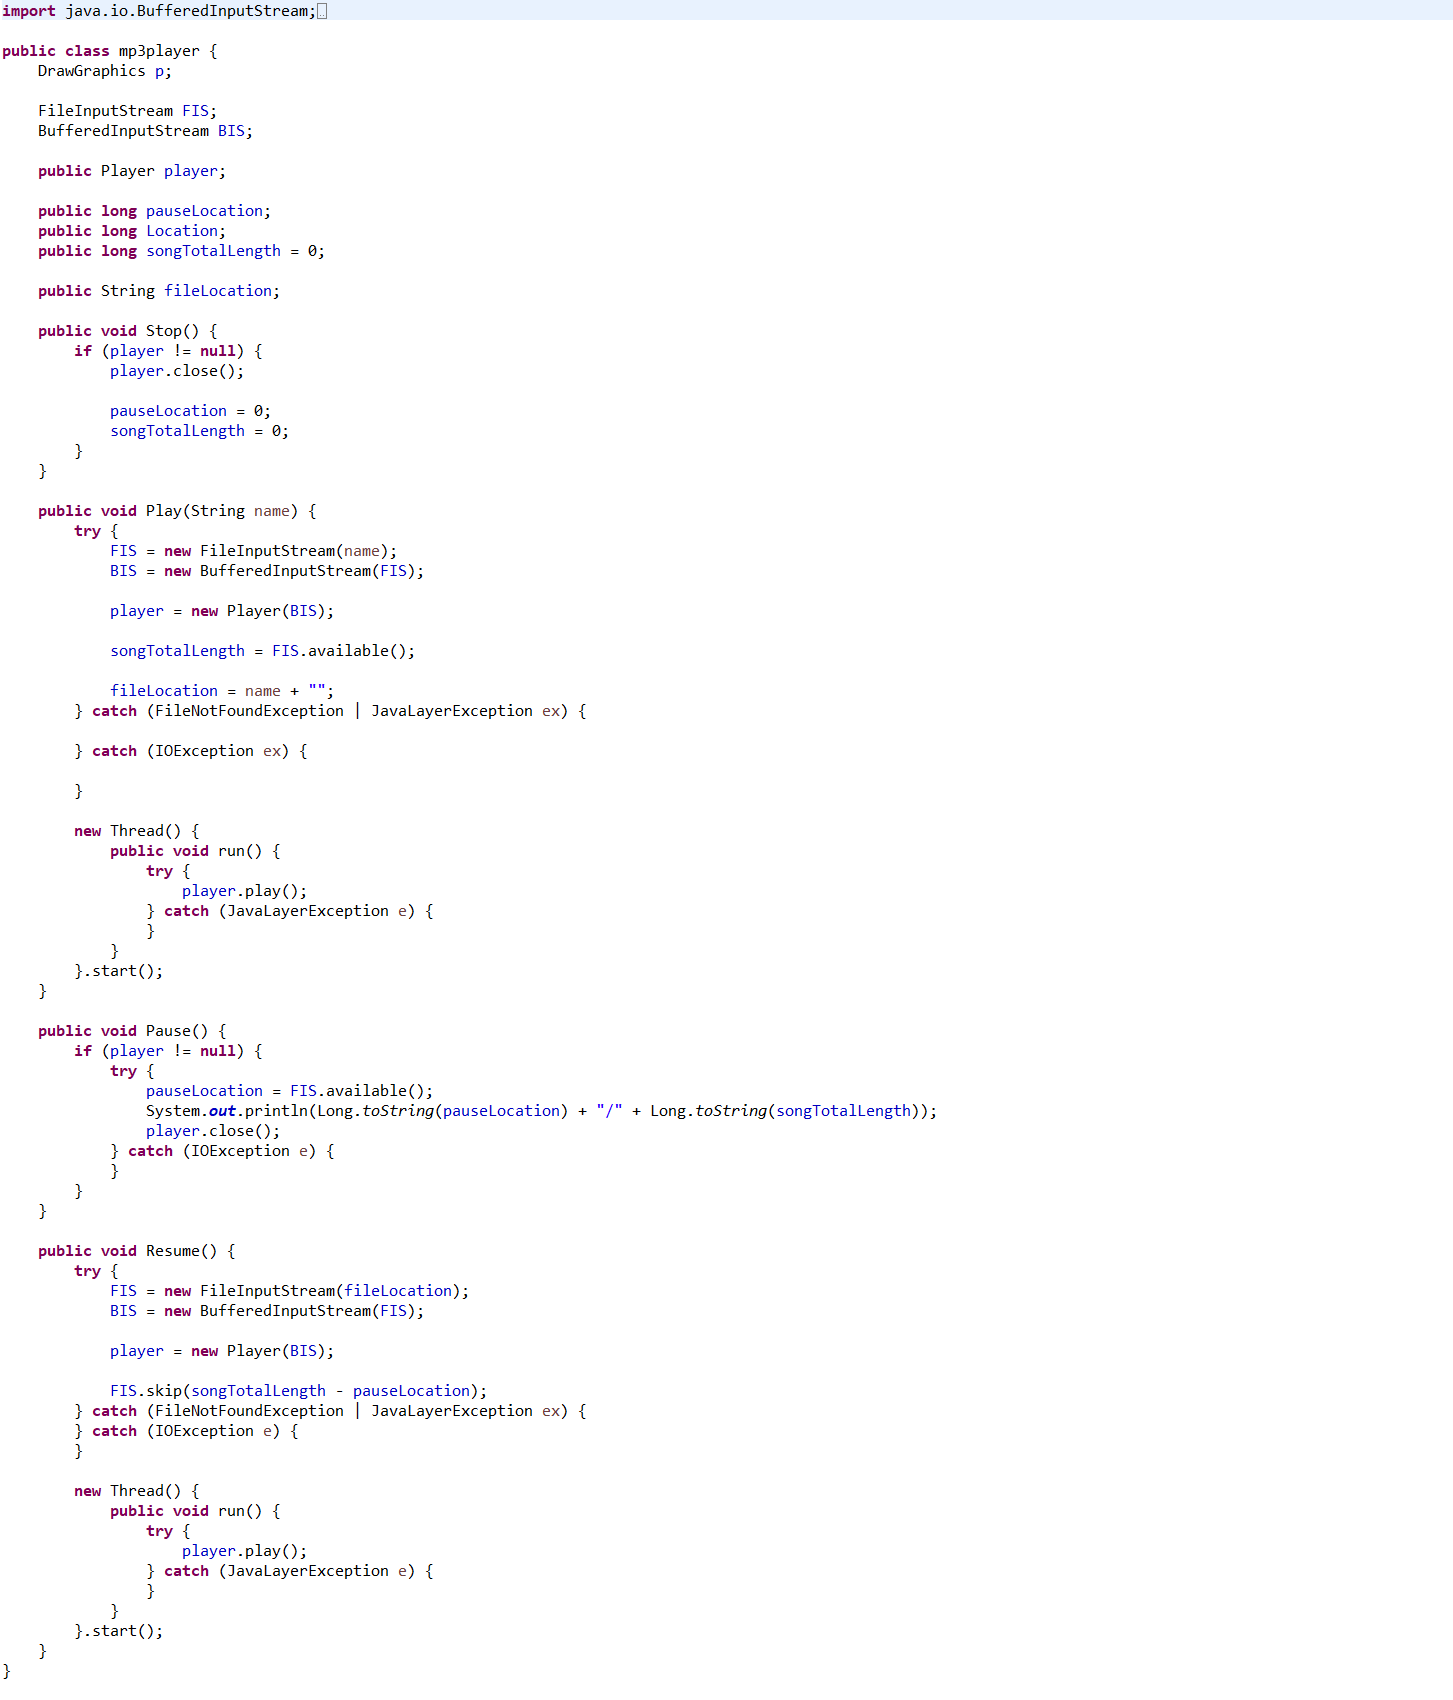 import java.io.BufferedInputStream;
public class mp3player {
DrawGraphics p;
FileInputStream FIS;
BufferedInputStream BIS;
public Player player;
public long pauseLocation;
public long Location;
public long songTotalLength = 0;
public String fileLocation;
public void Stop() {
if (player != null) {
player.close();
pauseLocation = 0;
songTotalLength = 0;
}
}
public void Play(String name) {
try {
FIS = new FileInputStream(name);
BIS = new BufferedInputStream(FIS);
player = new Player(BIS);
songTotalLength = FIS.available();
fileLocation = name + "";
} catch (FileNotFoundException | JavaLayerException ex) {
} catch (IOException ex) {
}
new Thread() {
public void run() {
try {
player.play();
} catch (JavaLayerException e) {
}
}
}.start();
}
public void Pause() {
if (player != null) {
try {
pauseLocation = FIS.available();
System.out.println(Long.toString(pauseLocation) + "/" + Long.toString(songTotalLength));
player.close();
} catch (IOException e) {
}
}
}
public void Resume() {
try {
FIS = new FileInputStream(fileLocation);
BIS = new BufferedInputStream(FIS);
player = new Player(BIS);
FIS.skip(songTotalLength - pauseLocation);
} catch (FileNotFoundException | JavaLayerException ex) {
} catch (IOException e) {
}
new Thread() {
public void run() {
try {
player.play();
} catch (JavaLayerException e) {
}
}
}.start();
}
}